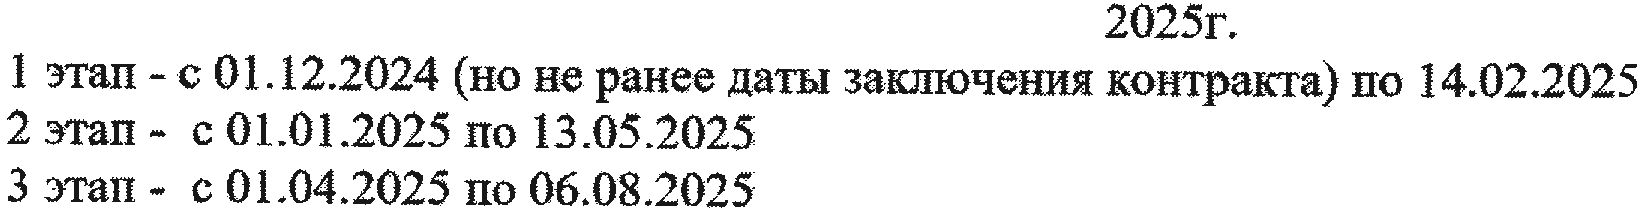 2025г.
1 этап - с 01.12.2024 (но не ранее даты заключения контракта) по 14.02.2025
2 этап -  с 01.01.2025 по 13.05.2025
3 этап -  с 01.04.2025 по 06.08.2025